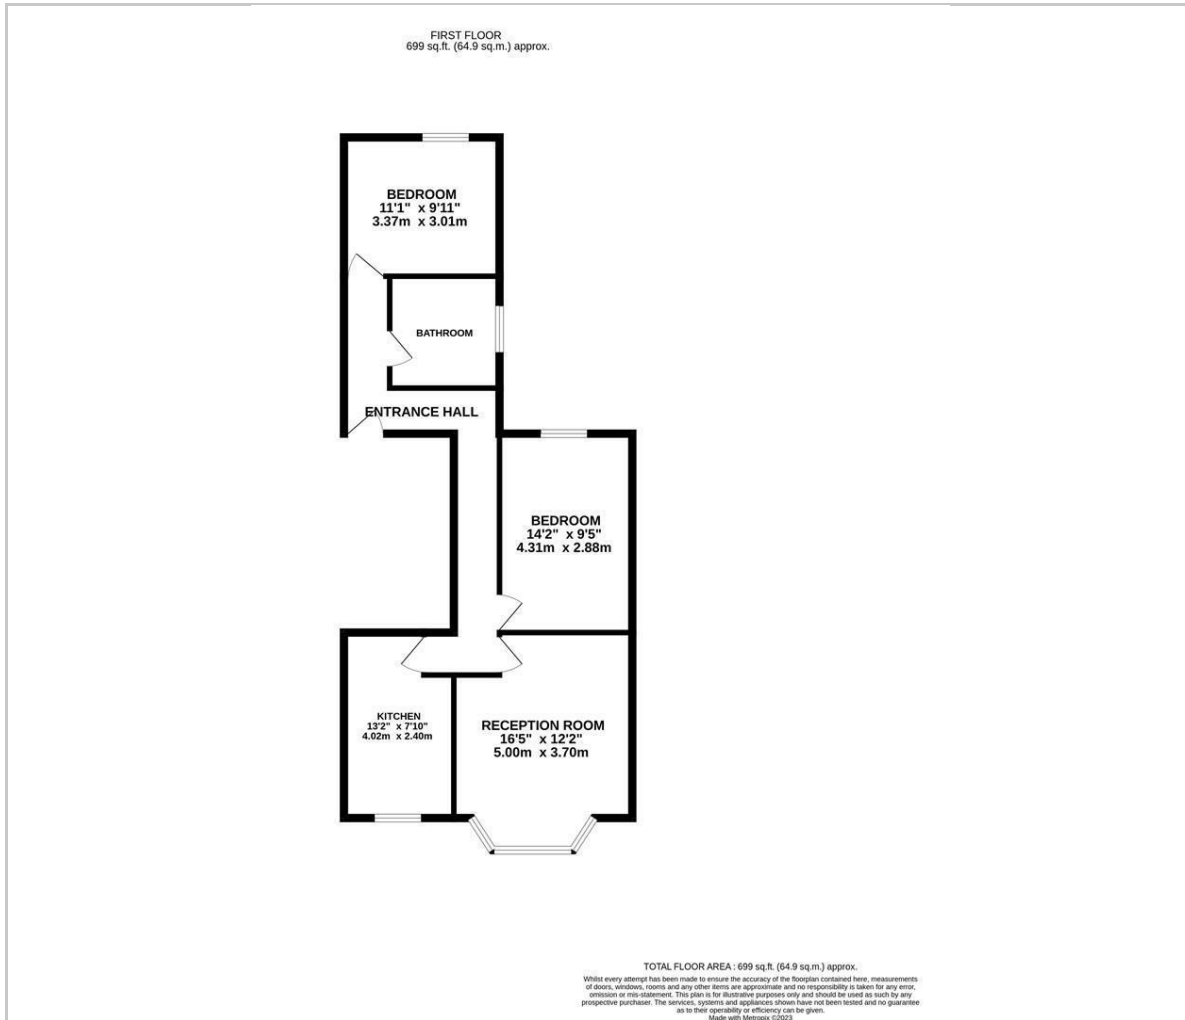 FIRST FLOOR
699 sq.ft. (64.9 sq.m.) approx.
BEDROOM
11'1" x 9'11"
3.37m x 3.01m
BATHROOM
ENTRANCE HALL
BEDROOM
14'2" x 9'5"
4.31m x 2.88m
KITCHEN
13'2" x 7'10"
4.02m x 2.40m
RECEPTION ROOM
16'5" x 12'2"
5.00m x 3.70m
TOTAL FLOOR AREA : 699 sq.ft. (64.9 sq.m.) approx.
Whilst every attempt has been made to ensure the accuracy of the floorplan contained here, measurements
of doors, windows, rooms and any other items are approximate and no responsibility is taken for any error,
omission or mis-statement. This plan is for illustrative purposes only and should be used as such by any
prospective purchaser. The services, systems and appliances shown have not been tested and no guarantee
as to their operability or efficiency can be given.
Made with Metropix ©2023